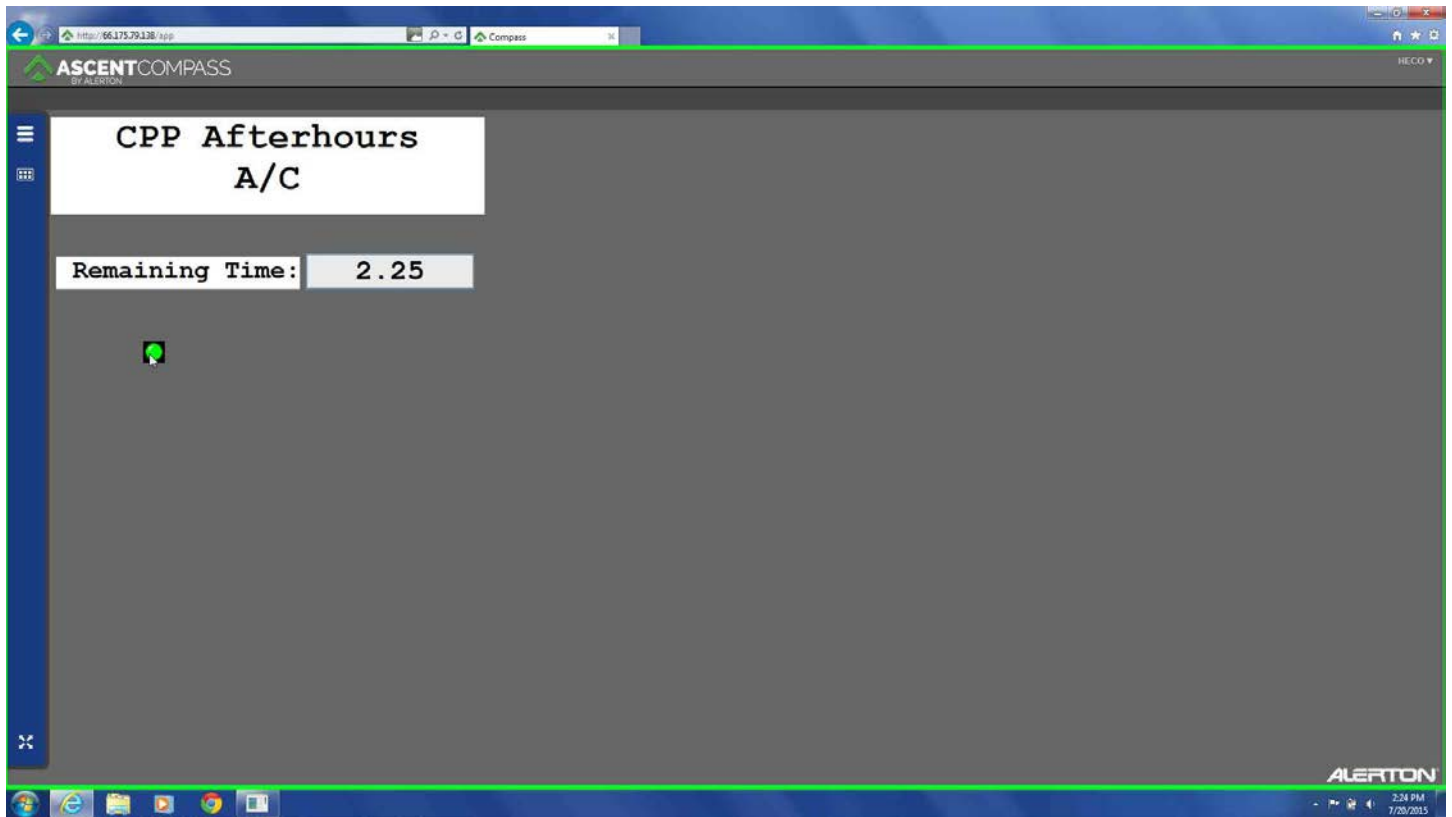 http://66.175.79.138/app
Compass
ASCENTCOMPASS
BY ALERTON
HECO
CPP Afterhours
A/C
Remaining Time: 2.25
ALERTON
2:24 PM
7/20/2015